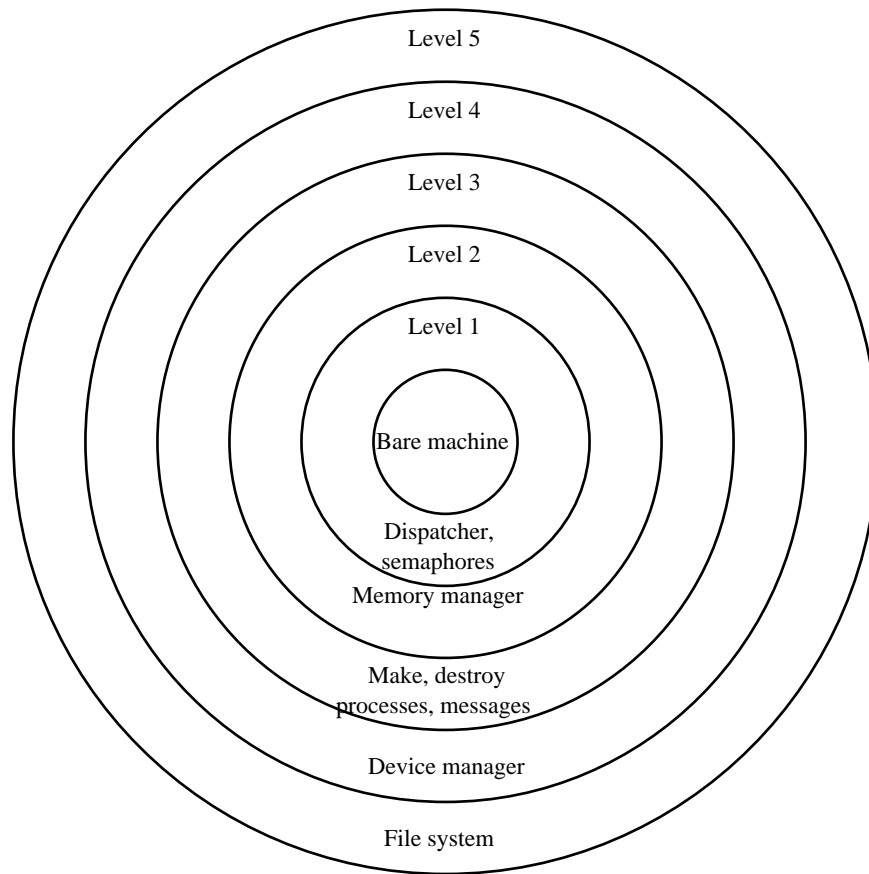 Level 5
Level 4
Level 3
Level 2
Level 1
Bare machine
Dispatcher,
semaphores
Memory manager
Make, destroy
processes, messages
Device manager
File system